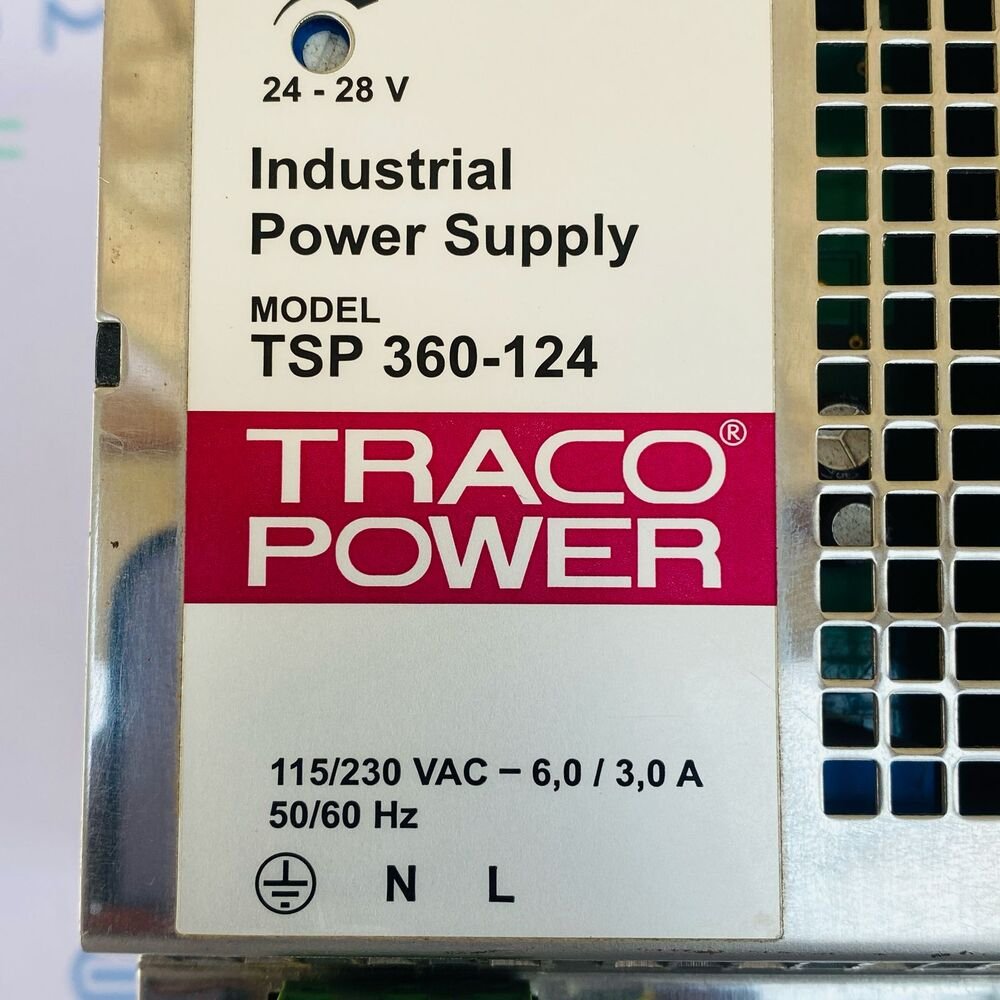 24 - 28 V
Industrial
Power Supply
MODEL
TSP 360-124
TRACO®
POWER
115/230 VAC – 6,0 / 3,0 A
50/60 Hz
N L